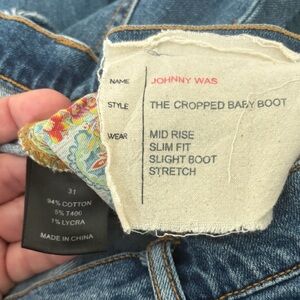 NAME JOHNNY WAS
STYLE THE CROPPED BABY BOOT
WEAR MID RISE
SLIM FIT
SLIGHT BOOT
STRETCH
31
94% COTTON
5% T400
1% LYCRA
MADE IN CHINA